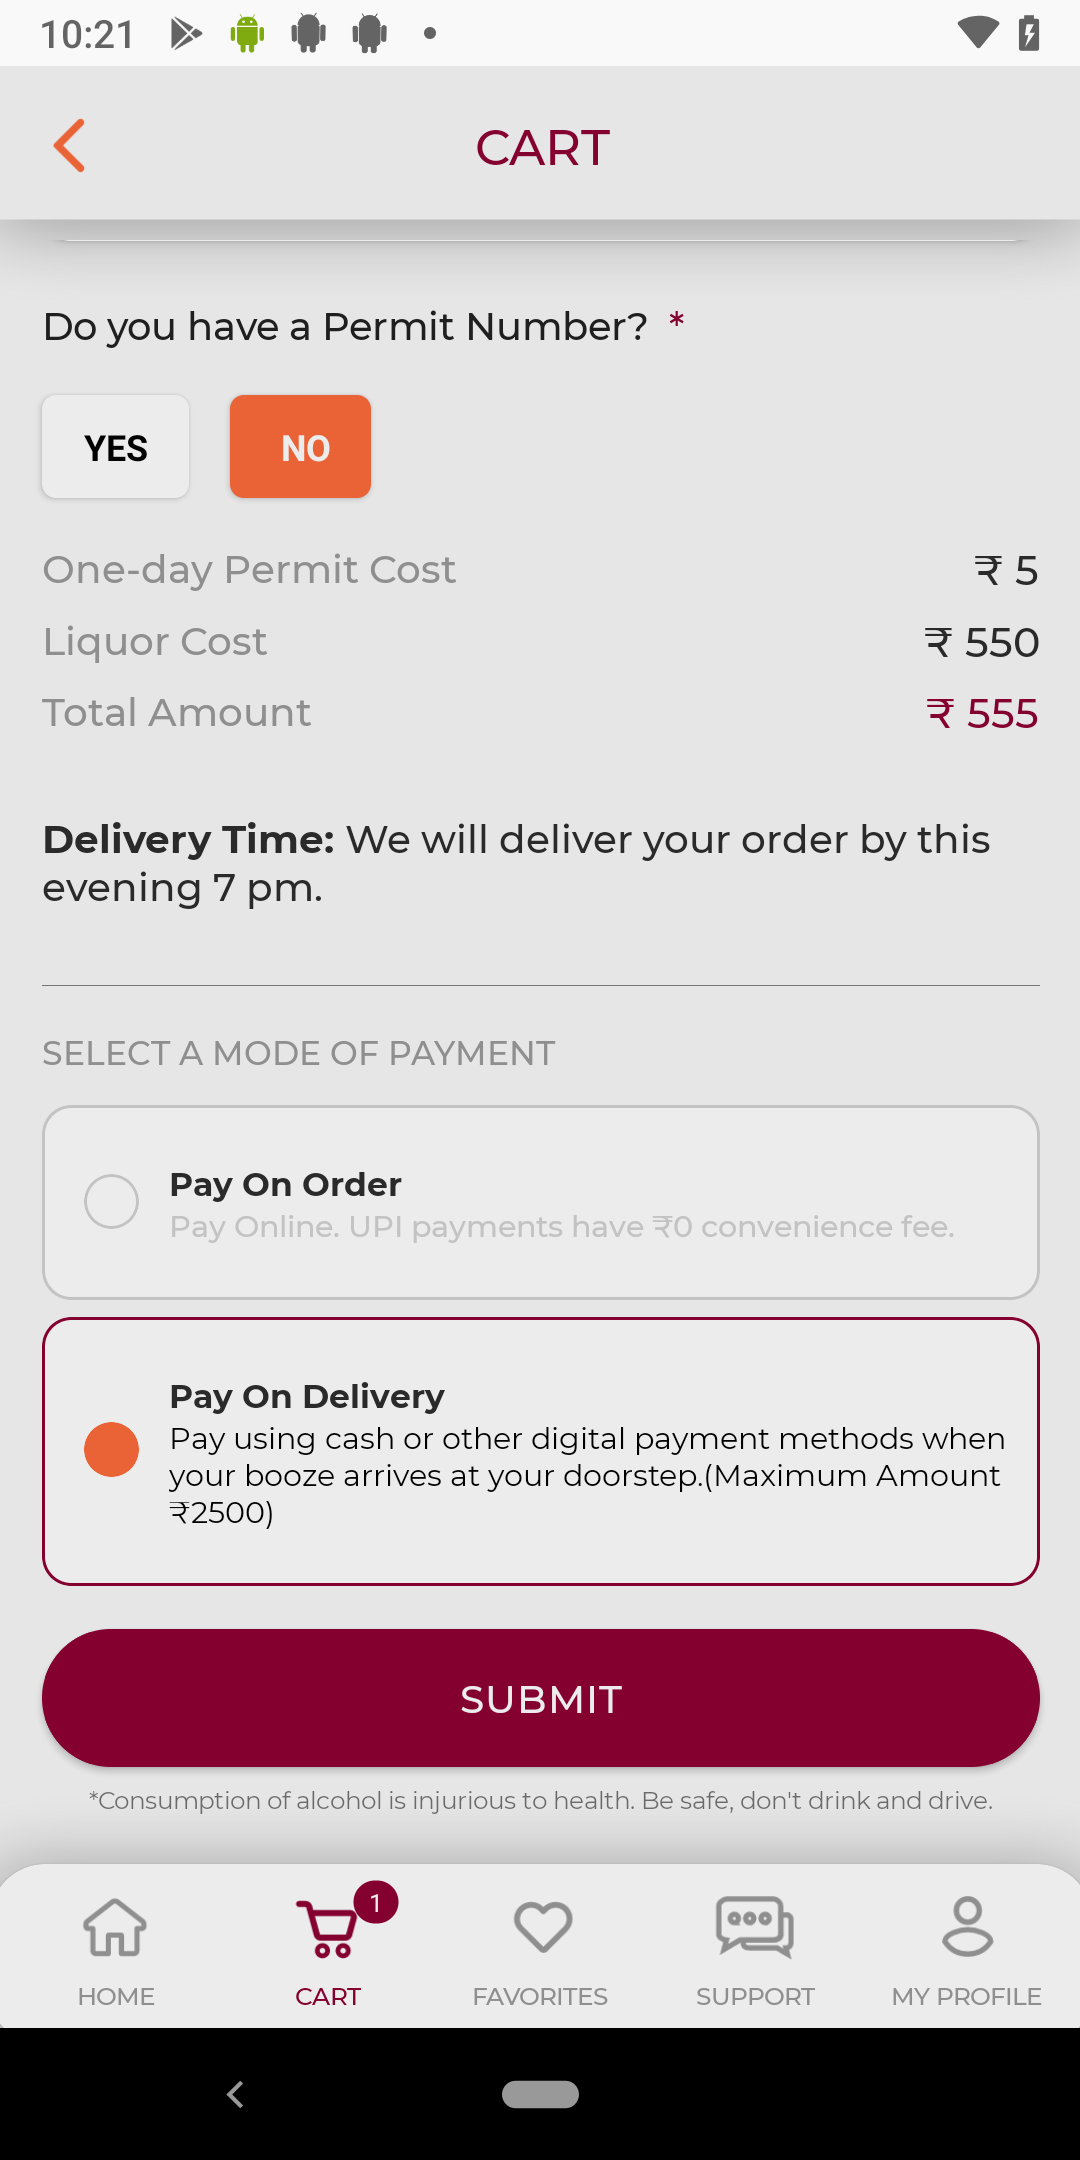 10:21
CART
Do you have a Permit Number? *
YES
NO
One-day Permit Cost ₹ 5
Liquor Cost ₹ 550
Total Amount ₹ 555
Delivery Time: We will deliver your order by this
evening 7 pm.
SELECT A MODE OF PAYMENT
Pay On Order
Pay Online. UPI payments have ₹0 convenience fee.
Pay On Delivery
Pay using cash or other digital payment methods when
your booze arrives at your doorstep.(Maximum Amount
₹2500)
SUBMIT
*Consumption of alcohol is injurious to health. Be safe, don't drink and drive.
1
HOME CART FAVORITES SUPPORT MY PROFILE